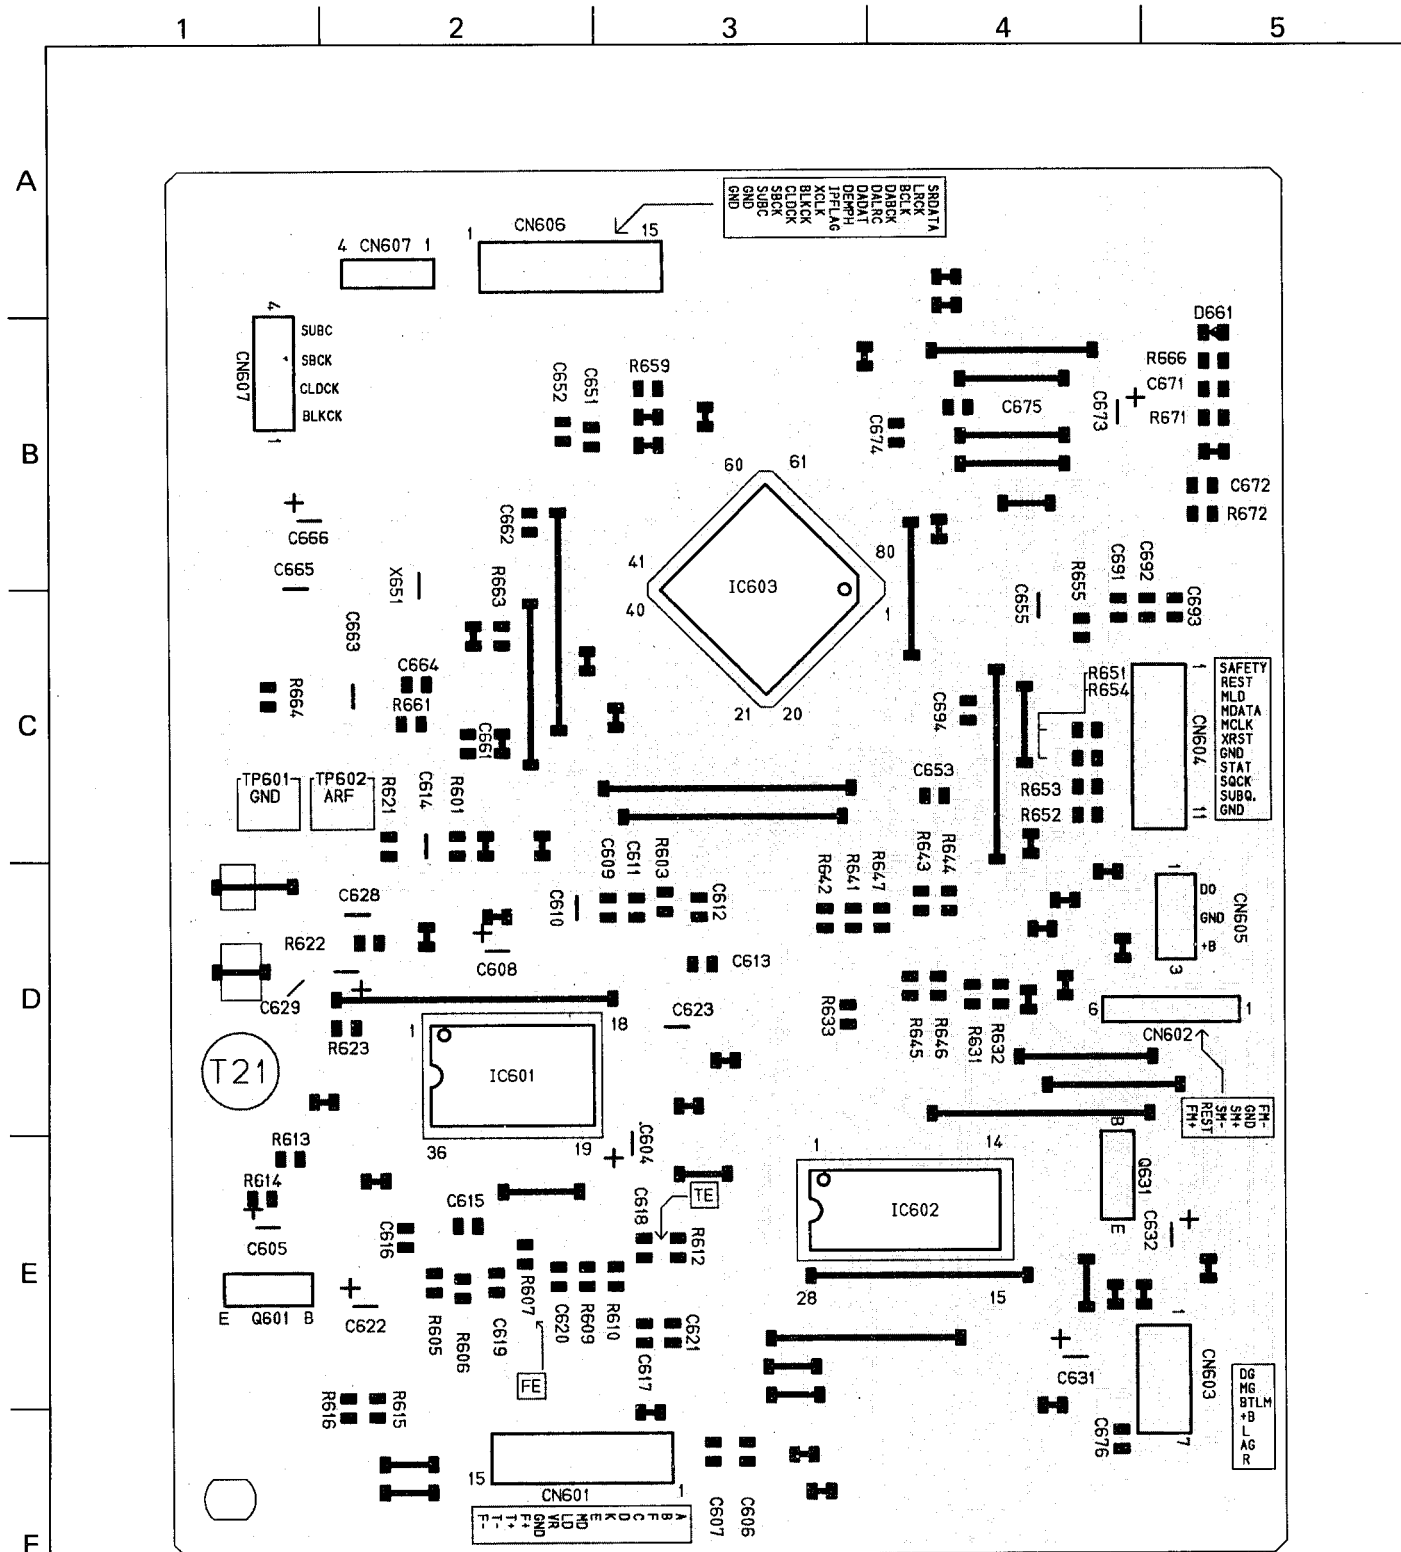 1 2 3 4 5
A
SRDATA
LRCK
BCLK
DABCK
DALRC
DADAT
DEMPH
IPFLAG
XCLK
BLKCK
CLDCK
SBCK
SUBC
GND
GND
CN606
1 15
4 CN607 1
4
SUBC
SBCK
CLDCK
BLKCK
CN607
1
D661
R666
C671
R671
C652
C651
R659
C675
C673
C674
B
60 61
C672
R672
C666
C662
41
80
C665
X651
R663
IC603
C655
R655
C691
C692
C693
40
1
C663
C664
R664
R661
C661
21 20
C694
R651
R654
1
SAFETY
REST
MLD
MDATA
MCLK
XRST
GND
STAT
SQCK
SUBQ.
GND
CN604
11
C
TP601
GND
TP602
ARF
R621
C614
R601
C653
R653
R652
C609
C611
R603
C612
R642
R641
R647
R643
R644
1
DO
GND
+B
CN605
3
C628
C610
R622
C608
C613
C629
D
R623
1 18
C623
R633
R645
R646
R631
R632
6 1
CN602
T21
IC601
FM-
GND
SM+
SM-
REST
FM+
36 19
C604
1 14
B
Q631
E
R613
R614
C615
C618
TE
IC602
C632
C605
C616
R612
E
28 15
E Q601 B
C622
R605
R606
C619
R607
C620
R609
R610
C617
C621
FE
C631
1
CN603
7
DG
MG
BTLM
+B
L
AG
R
R616
R615
C676
15 CN601 1
C607
C606
F-
T-
T+
F+
GND
VR
LD
MD
E
K
D
C
F
B
A
F